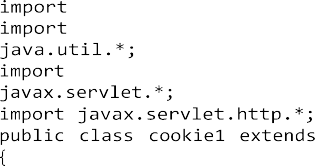 import
import
java.util.*;
import
javax.servlet.*;
import javax.servlet.http.*;
public class cookie1 extends
{